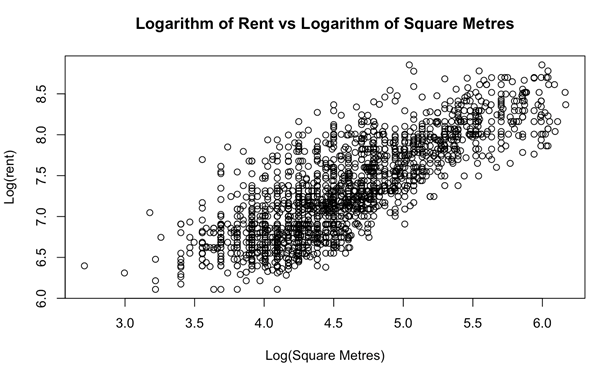 Logarithm of Rent vs Logarithm of Square Metres
Log(rent)
8.5
8.0
7.5
7.0
6.5
6.0
3.0 3.5 4.0 4.5 5.0 5.5 6.0
Log(Square Metres)